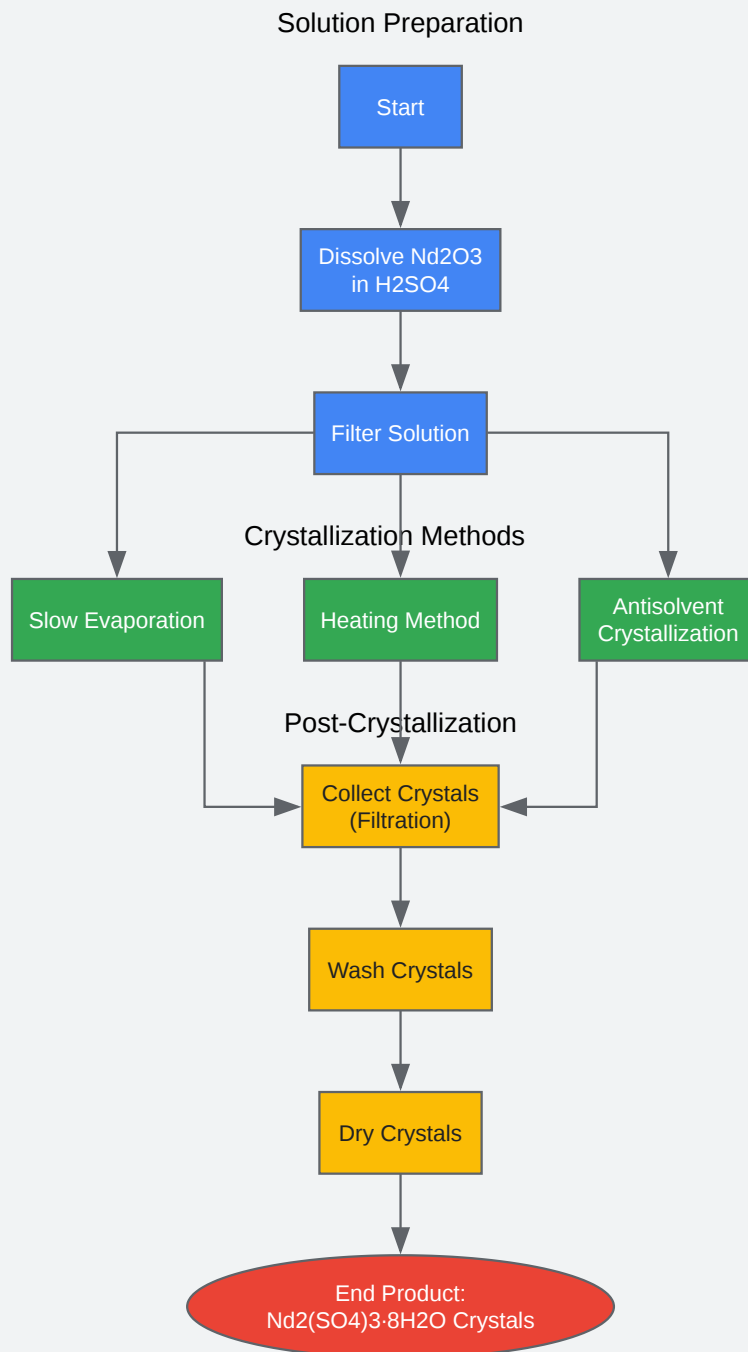 Solution Preparation
Start
Dissolve Nd2O3
in H2SO4
Filter Solution
Crystallization Methods
Slow Evaporation
Heating Method
Antisolvent
Crystallization
Post-Crystallization
Collect Crystals
(Filtration)
Wash Crystals
Dry Crystals
End Product:
Nd2(SO4)3·8H2O Crystals